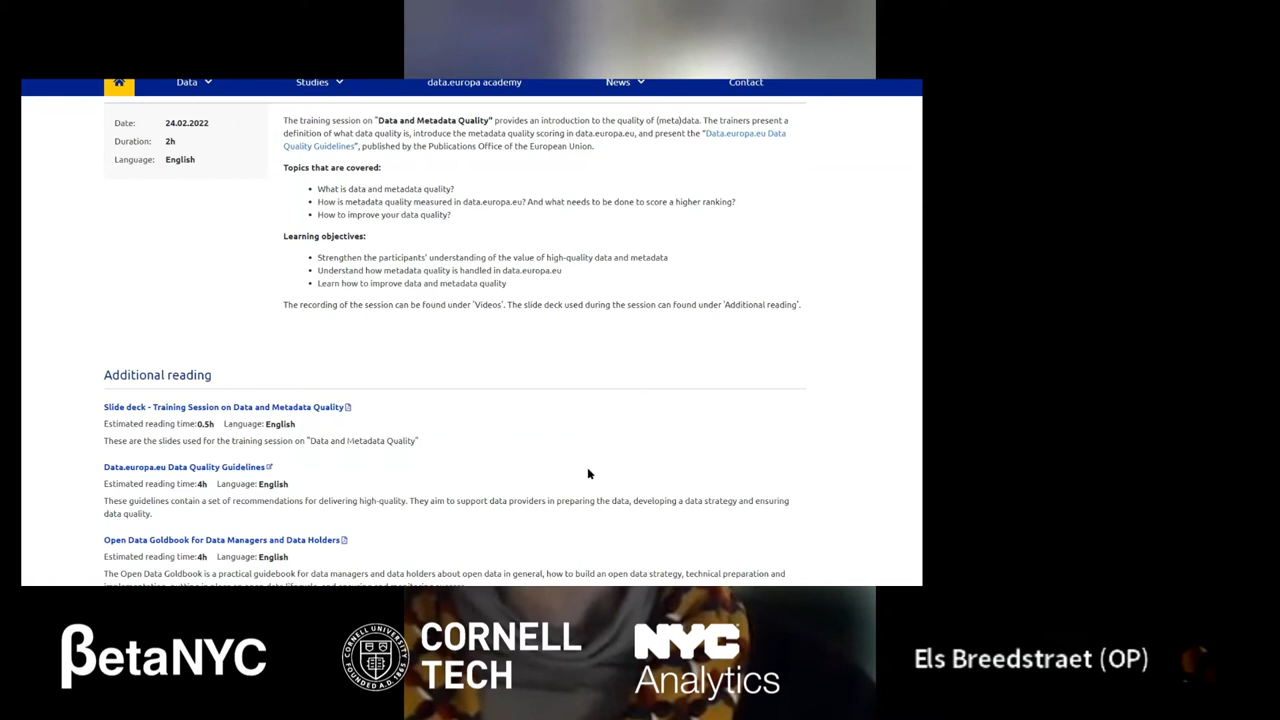 Data
Studies
data.europa academy
News
Contact
Date: 24.02.2022
Duration: 2h
Language: English
The training session on "Data and Metadata Quality" provides an introduction to the quality of (meta)data. The trainers present a
definition of what data quality is, introduce the metadata quality scoring in data.europa.eu, and present the "Data.europa.eu Data
Quality Guidelines", published by the Publications Office of the European Union.
Topics that are covered:
• What is data and metadata quality?
• How is metadata quality measured in data.europa.eu? And what needs to be done to score a higher ranking?
• How to improve your data quality?
Learning objectives:
• Strengthen the participants' understanding of the value of high-quality data and metadata
• Understand how metadata quality is handled in data.europa.eu
• Learn how to improve data and metadata quality
The recording of the session can be found under 'Videos'. The slide deck used during the session can found under 'Additional reading'.
Additional reading
Slide deck - Training Session on Data and Metadata Quality
Estimated reading time:0.5h Language: English
These are the slides used for the training session on "Data and Metadata Quality"
Data.europa.eu Data Quality Guidelines
Estimated reading time:4h Language: English
These guidelines contain a set of recommendations for delivering high-quality. They aim to support data providers in preparing the data, developing a data strategy and ensuring
data quality.
Open Data Goldbook for Data Managers and Data Holders
Estimated reading time:4h Language: English
The Open Data Goldbook is a practical guidebook for data managers and data holders about open data in general, how to build an open data strategy, technical preparation and
βetaNYC
CORNELL
TECH
NYC
Analytics
Els Breedstraet (OP)